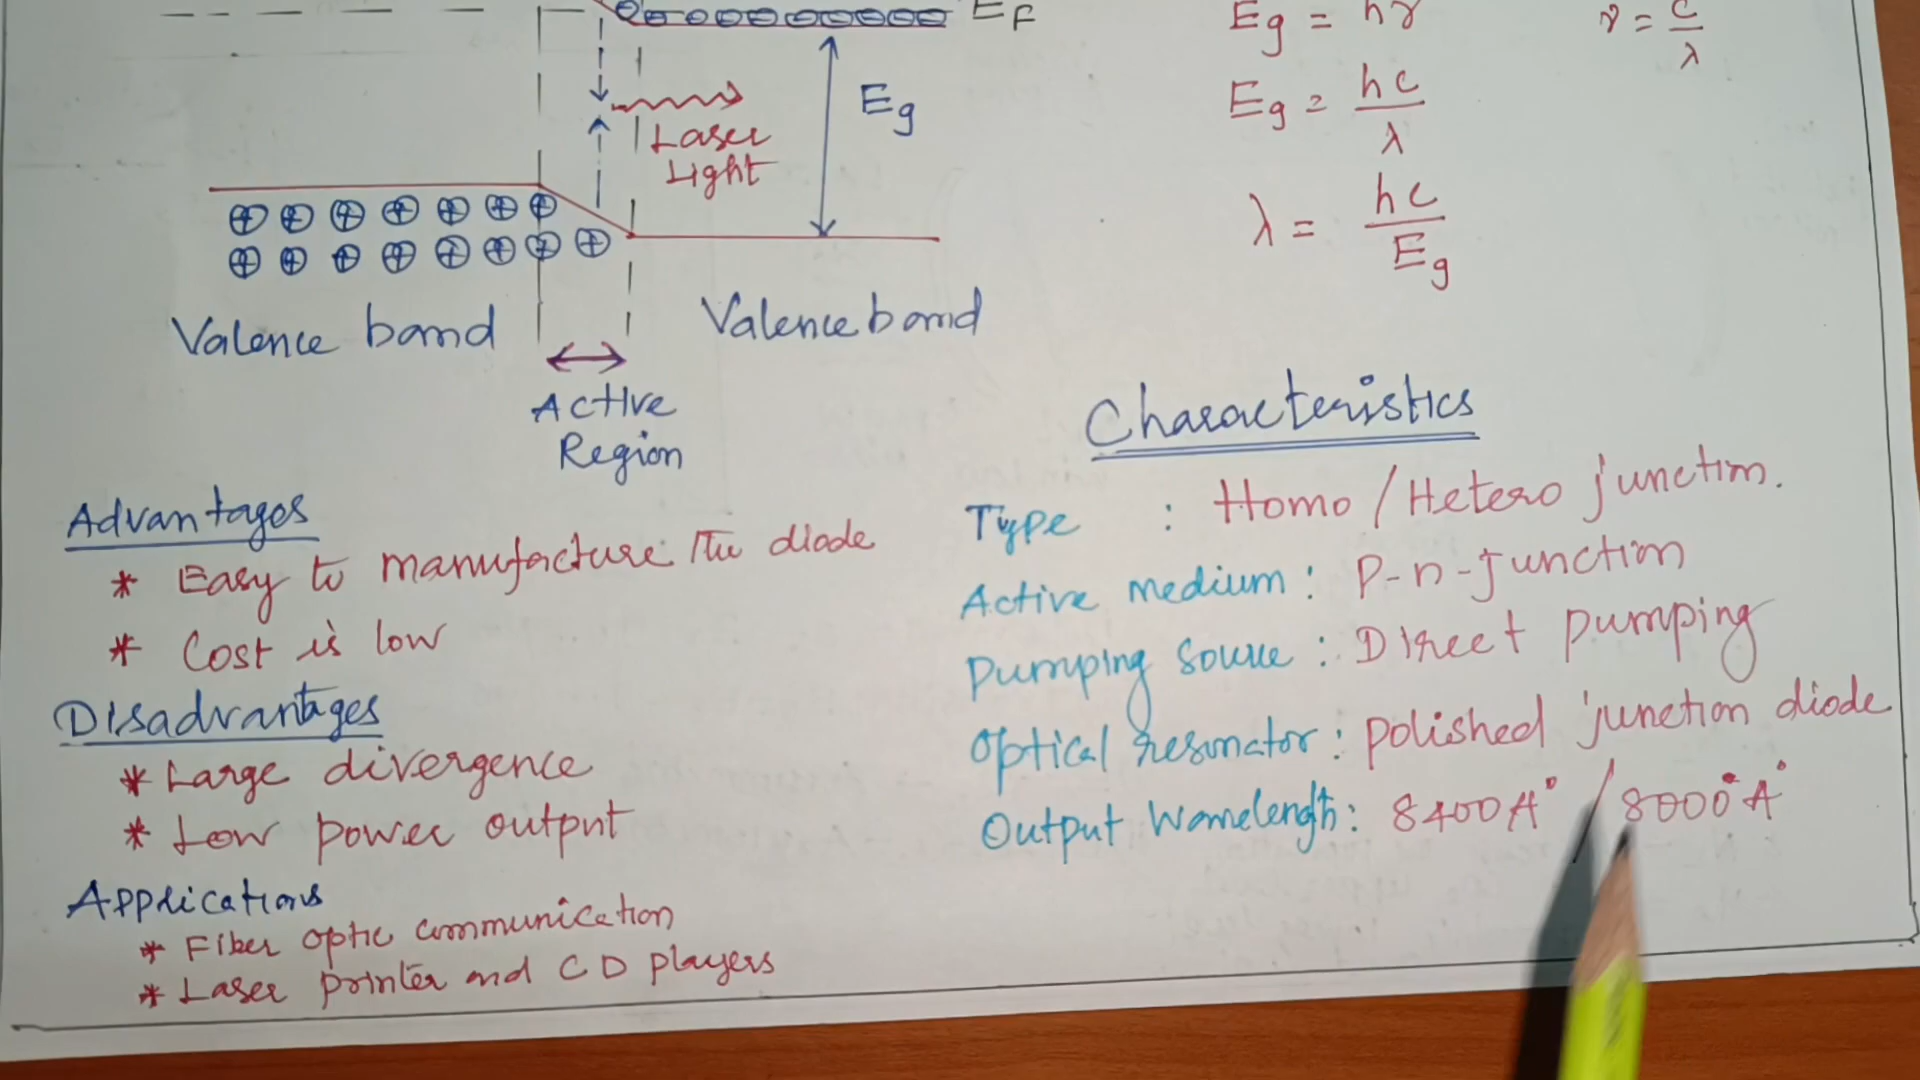 E_F
Eg = hν
ν = c/λ
Eg = hc/λ
Eg
Laser
Light
λ = hc/Eg
Valence band
Valence band
Active
Region
Characteristics
Advantages
* Easy to manufacture the diode
* Cost is low
Disadvantages
* Large divergence
* Low power output
Applications
* Fiber optic communication
* Laser printer and CD players
Type : Homo / Hetero junction.
Active medium : P-n-junction
Pumping source : Direct pumping
Optical resonator : polished junction diode
Output Wavelength : 8400A° / 8000°A°